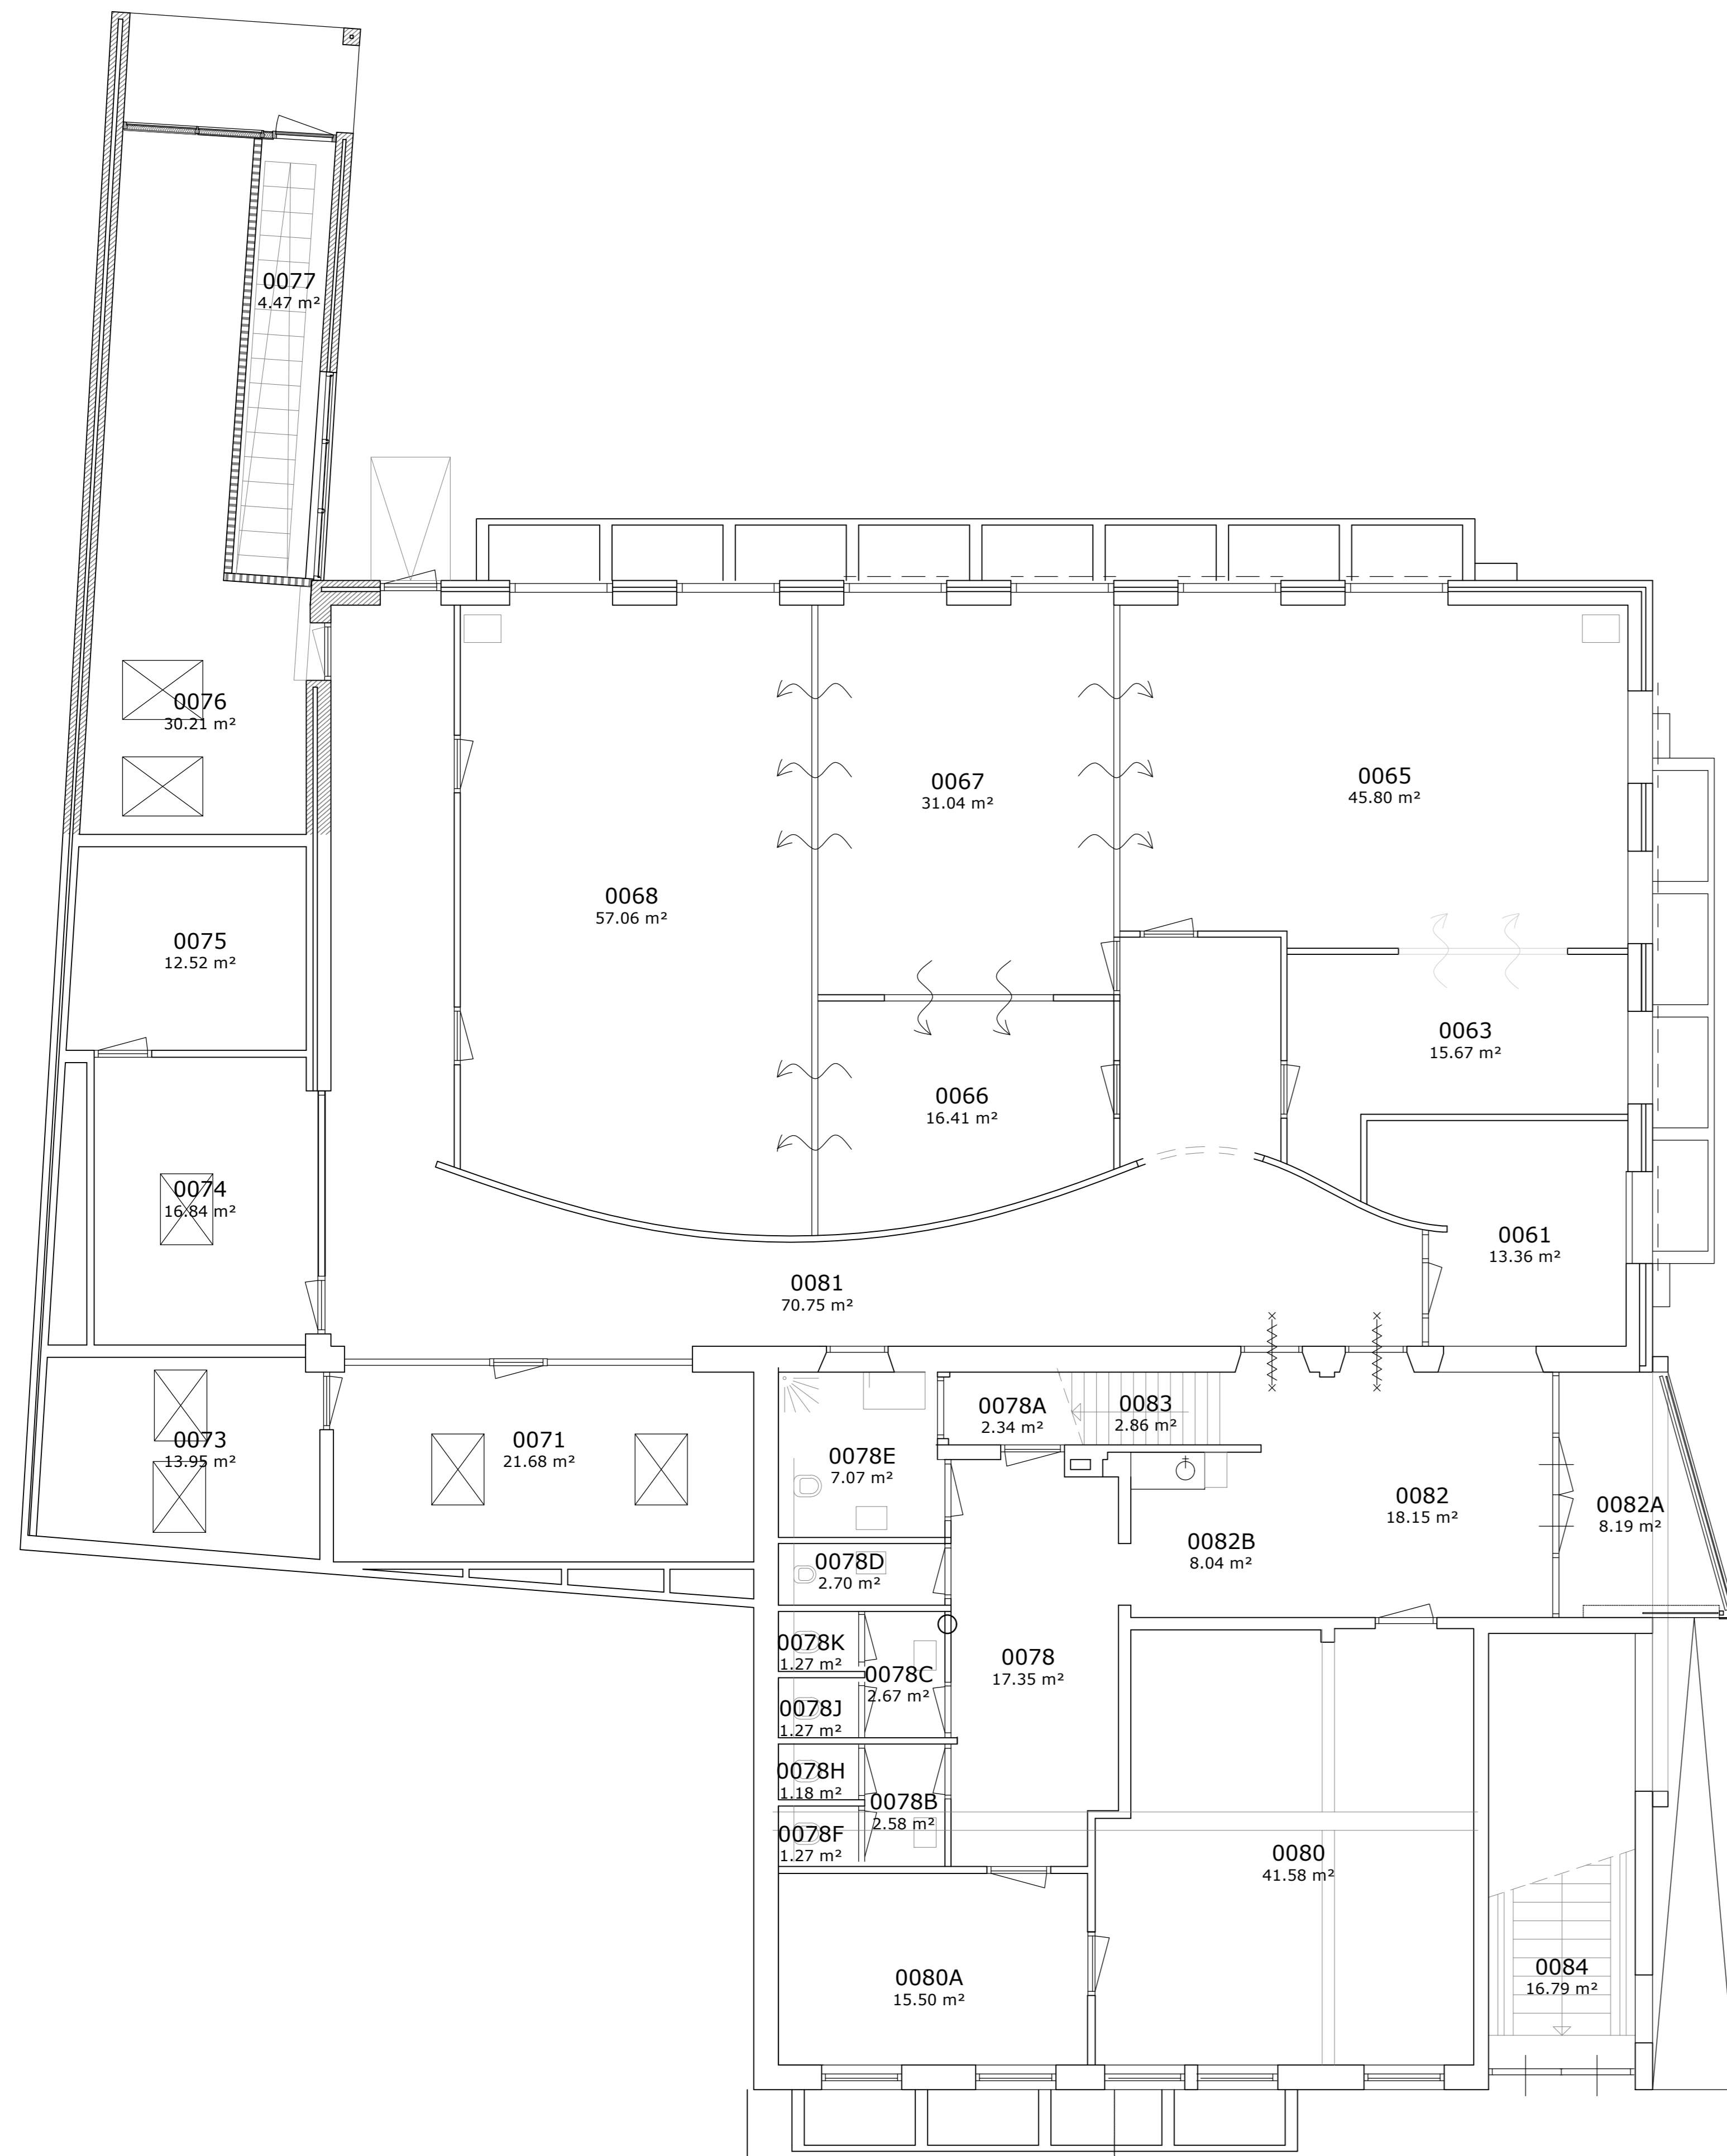 0077
4.47 m²
0076
30.21 m²
0067
31.04 m²
0065
45.80 m²
0068
57.06 m²
0075
12.52 m²
0063
15.67 m²
0066
16.41 m²
0074
16.84 m²
0061
13.36 m²
0081
70.75 m²
0078A
2.34 m²
0083
2.86 m²
0073
13.95 m²
0071
21.68 m²
0078E
7.07 m²
0082
18.15 m²
0082A
8.19 m²
0082B
8.04 m²
0078D
2.70 m²
0078K
1.27 m²
0078C
2.67 m²
0078
17.35 m²
0078J
1.27 m²
0078H
1.18 m²
0078B
2.58 m²
0078F
1.27 m²
0080
41.58 m²
0080A
15.50 m²
0084
16.79 m²